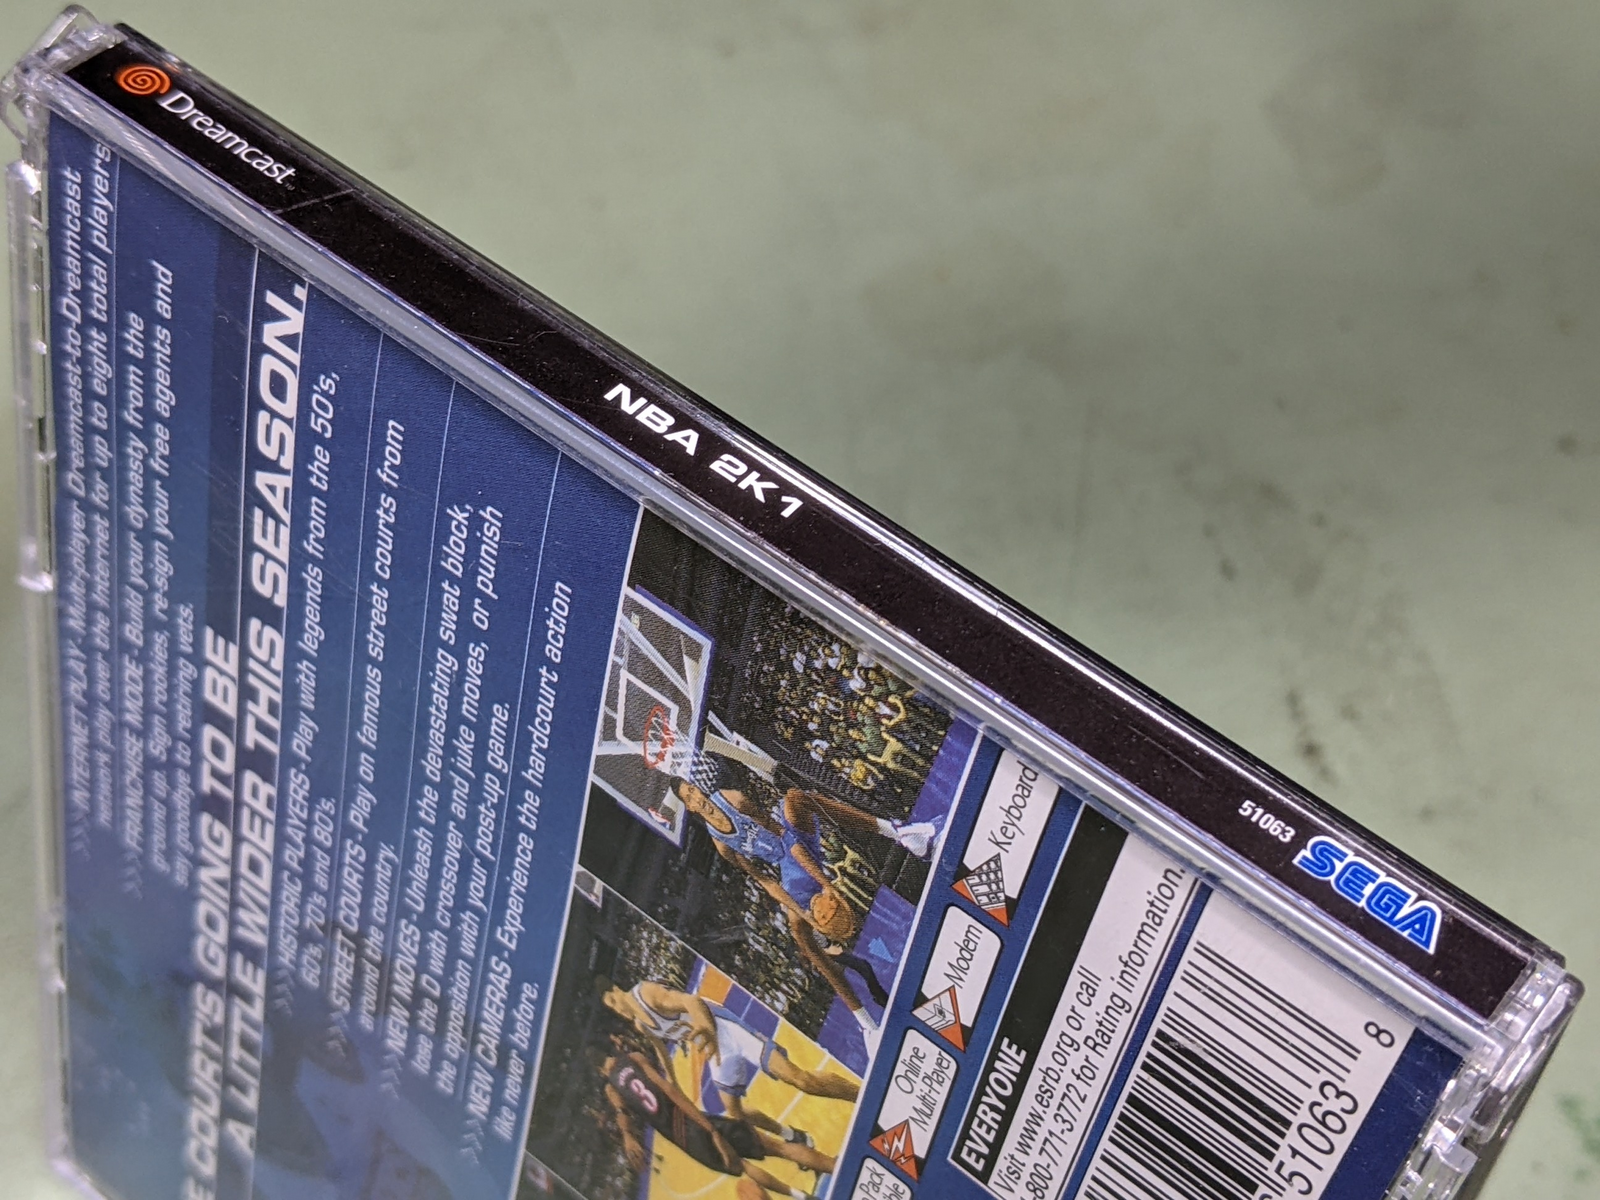 Dreamcast
NBA 2K1
51063
SEGA
INTERNET PLAY - Multi-player Dreamcast-to-Dreamcast
play over the Internet for up to eight total players
FRANCHISE MODE - Build your dynasty from the
ground up. Sign rookies, re-sign your free agents and
to retiring vets.
COURT'S GOING TO BE
A LITTLE WIDER THIS SEASON.
HISTORIC PLAYERS - Play with legends from the 50's,
60's, 70's and 80's.
STREET COURTS - Play on famous street courts from
around the country.
NEW MOVES - Unleash the devastating swat block,
lose the D with crossover and juke moves, or punish
the opposition with your post-up game.
NEW CAMERAS - Experience the hardcourt action
like never before.
Pack
Online
Multi-Player
Modem
Keyboard
EVERYONE
Visit www.esrb.org or call
800-771-3772 for Rating information.
51063
8